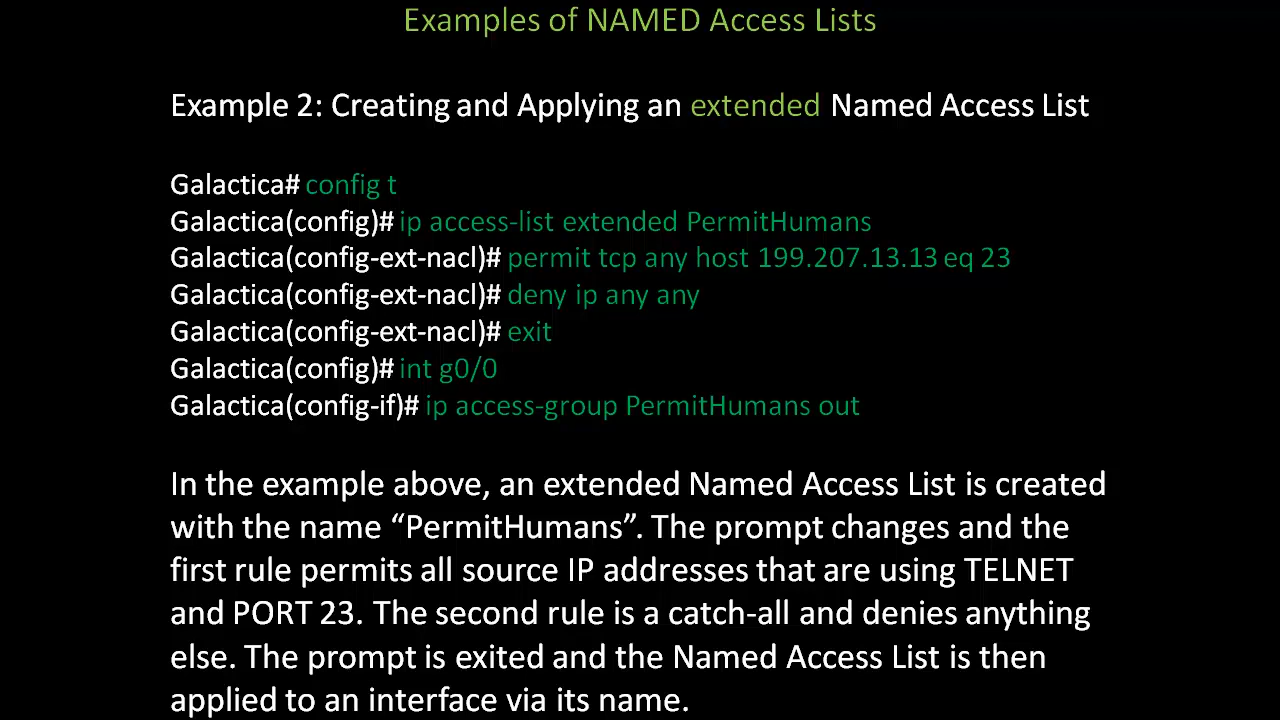 Examples of NAMED Access Lists
Example 2: Creating and Applying an extended Named Access List
Galactica# config t
Galactica(config)# ip access-list extended PermitHumans
Galactica(config-ext-nacl)# permit tcp any host 199.207.13.13 eq 23
Galactica(config-ext-nacl)# deny ip any any
Galactica(config-ext-nacl)# exit
Galactica(config)# int g0/0
Galactica(config-if)# ip access-group PermitHumans out
In the example above, an extended Named Access List is created
with the name “PermitHumans”. The prompt changes and the
first rule permits all source IP addresses that are using TELNET
and PORT 23. The second rule is a catch-all and denies anything
else. The prompt is exited and the Named Access List is then
applied to an interface via its name.